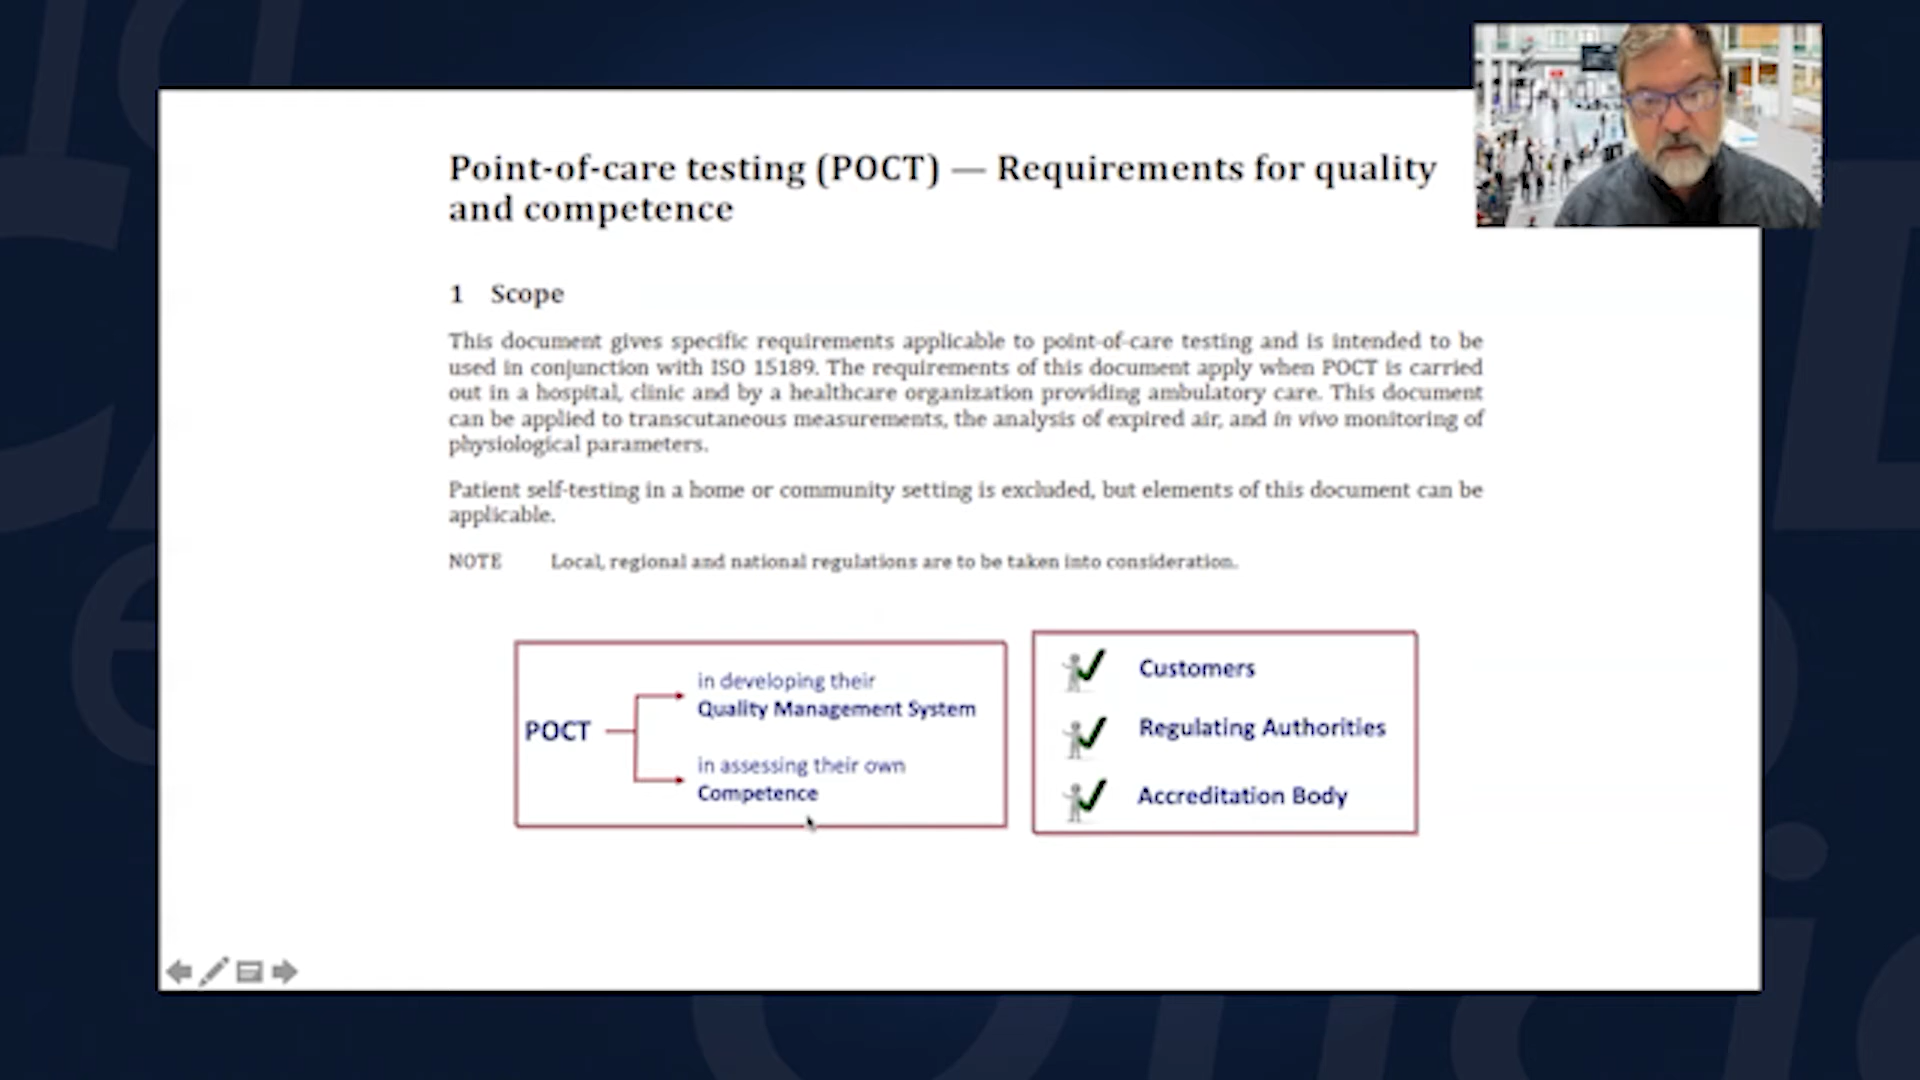 Point-of-care testing (POCT) — Requirements for quality
and competence
1 Scope
This document gives specific requirements applicable to point-of-care testing and is intended to be
used in conjunction with ISO 15189. The requirements of this document apply when POCT is carried
out in a hospital, clinic and by a healthcare organization providing ambulatory care. This document
can be applied to transcutaneous measurements, the analysis of expired air, and in vivo monitoring of
physiological parameters.
Patient self-testing in a home or community setting is excluded, but elements of this document can be
applicable.
NOTE Local, regional and national regulations are to be taken into consideration.
POCT
in developing their
Quality Management System
in assessing their own
Competence
Customers
Regulating Authorities
Accreditation Body